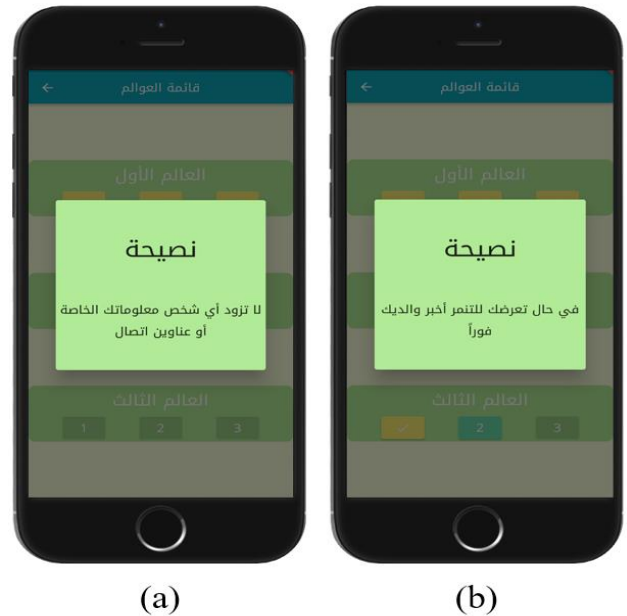 قائمة العوالم
العالم الأول
نصيحة
لا تزود أي شخص معلوماتك الخاصة
أو عناوين اتصال
العالم الثالث
1 2 3
(a)
قائمة العوالم
العالم الأول
نصيحة
في حال تعرضك للتنمر أخبر والديك
فوراً
العالم الثالث
2 3
(b)